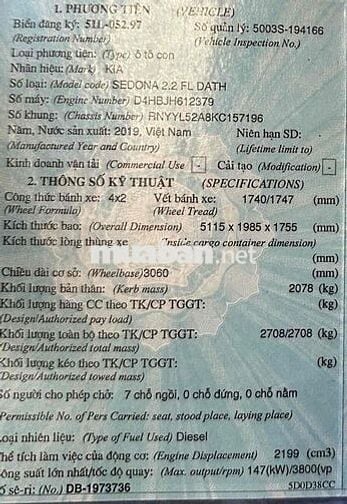 1. PHƯƠNG TIỆN (VEHICLE)
Biển đăng ký: 51L-052.97 Số quản lý: 5003S-194166
(Registration Number) (Vehicle Inspection No.)
Loại phương tiện: (Type) ô tô con
Nhãn hiệu: (Mark) KIA
Số loại: (Model code) SEDONA 2.2 FL DATH
Số máy: (Engine Number) D4HBJH612379
Số khung: (Chassis Number) RNYYL52A8KC157196
Năm, Nước sản xuất: 2019, Việt Nam Niên hạn SD:
(Manufactured Year and Country) (Lifetime limit to)
Kinh doanh vận tải (Commercial Use) - Cải tạo (Modification) -
2. THÔNG SỐ KỸ THUẬT (SPECIFICATIONS)
Công thức bánh xe: 4x2 Vết bánh xe: 1740/1747 (mm)
(Wheel Formula) (Wheel Tread)
Kích thước bao: (Overall Dimension) 5115 x 1985 x 1755 (mm)
Kích thước lòng thùng xe (Inside cargo container dimension)
muaban.net
(mm)
Chiều dài cơ sở: (Wheelbase) 3060 (mm)
Khối lượng bản thân: (Kerb mass) 2078 (kg)
Khối lượng hàng CC theo TK/CP TGGT: (kg)
(Design/Authorized pay load)
Khối lượng toàn bộ theo TK/CP TGGT: 2708/2708 (kg)
(Design/Authorized total mass)
Khối lượng kéo theo TK/CP TGGT: (kg)
(Design/Authorized towed mass)
Số người cho phép chở: 7 chỗ ngồi, 0 chỗ đứng, 0 chỗ nằm
(Permissible No. of Pers Carried: seat, stood place, laying place)
Loại nhiên liệu: (Type of Fuel Used) Diesel
Thể tích làm việc của động cơ: (Engine Displacement) 2199 (cm3)
Công suất lớn nhất/tốc độ quay: (Max. output/rpm) 147(kW)/3800(vp
Số sê-ri: (No.) DB-1973736 5D0D38CC